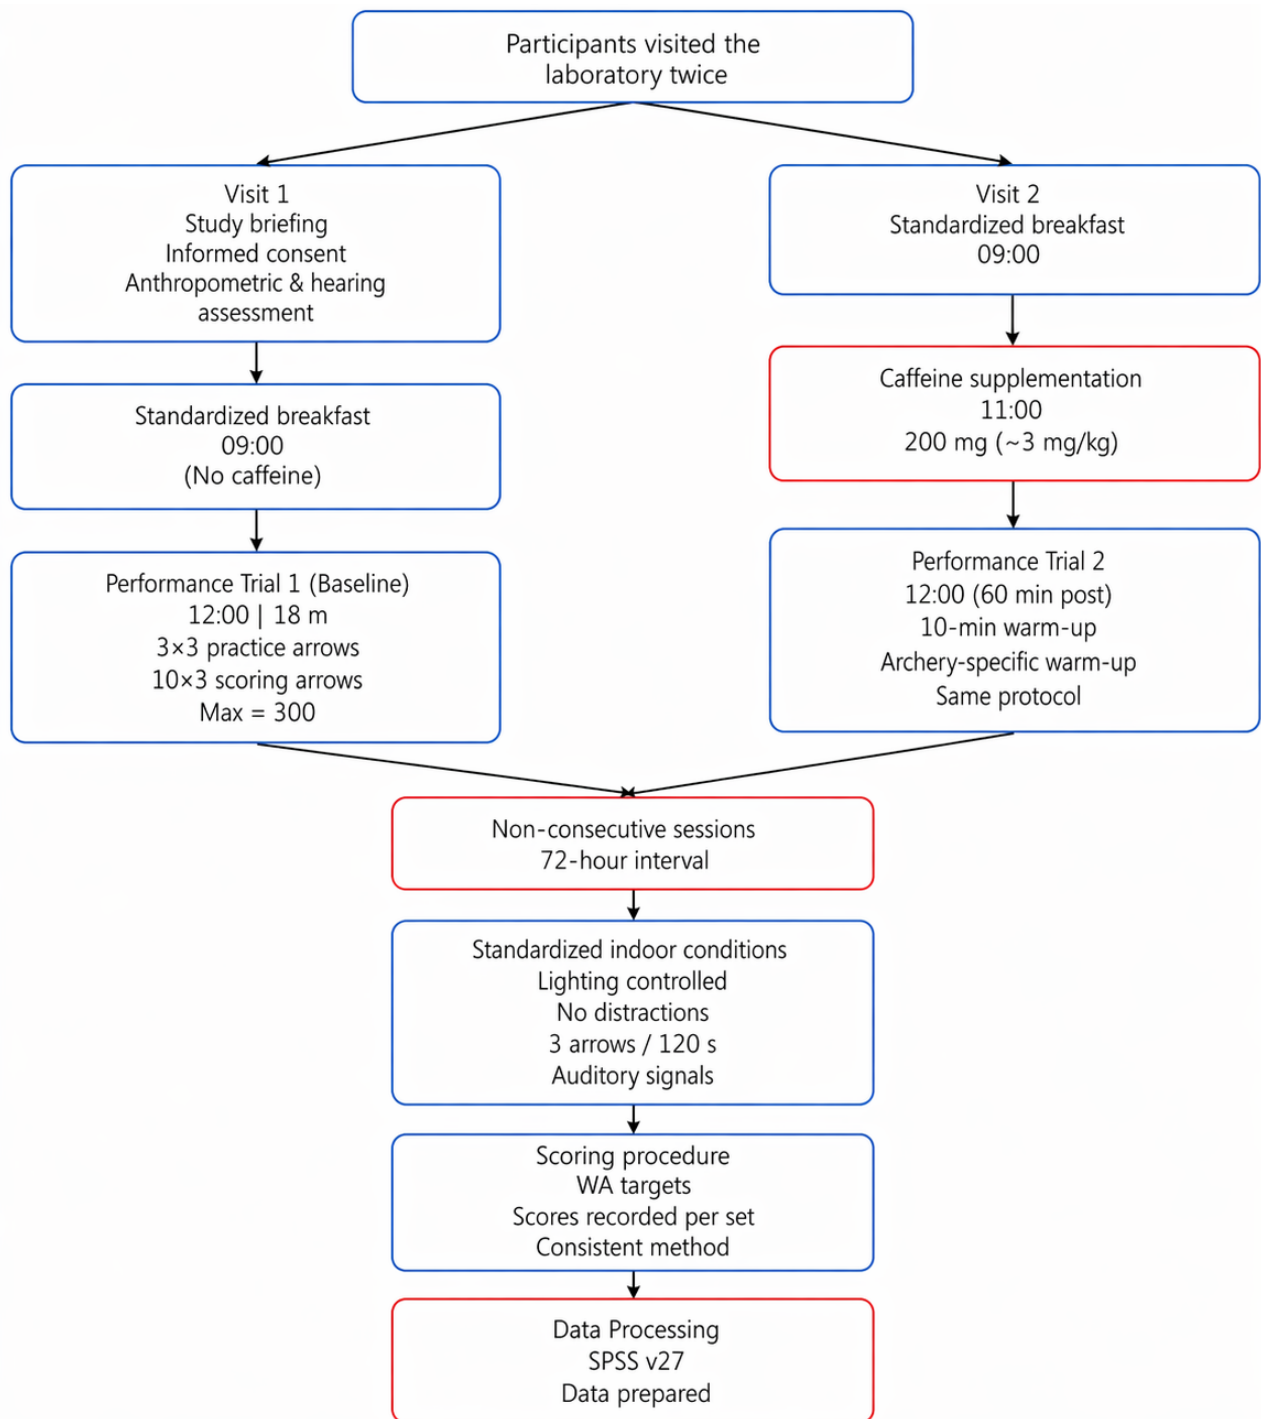 Participants visited the
laboratory twice
Visit 1
Study briefing
Informed consent
Anthropometric & hearing
assessment
Standardized breakfast
09:00
(No caffeine)
Performance Trial 1 (Baseline)
12:00 | 18 m
3×3 practice arrows
10×3 scoring arrows
Max = 300
Visit 2
Standardized breakfast
09:00
Caffeine supplementation
11:00
200 mg (~3 mg/kg)
Performance Trial 2
12:00 (60 min post)
10-min warm-up
Archery-specific warm-up
Same protocol
Non-consecutive sessions
72-hour interval
Standardized indoor conditions
Lighting controlled
No distractions
3 arrows / 120 s
Auditory signals
Scoring procedure
WA targets
Scores recorded per set
Consistent method
Data Processing
SPSS v27
Data prepared